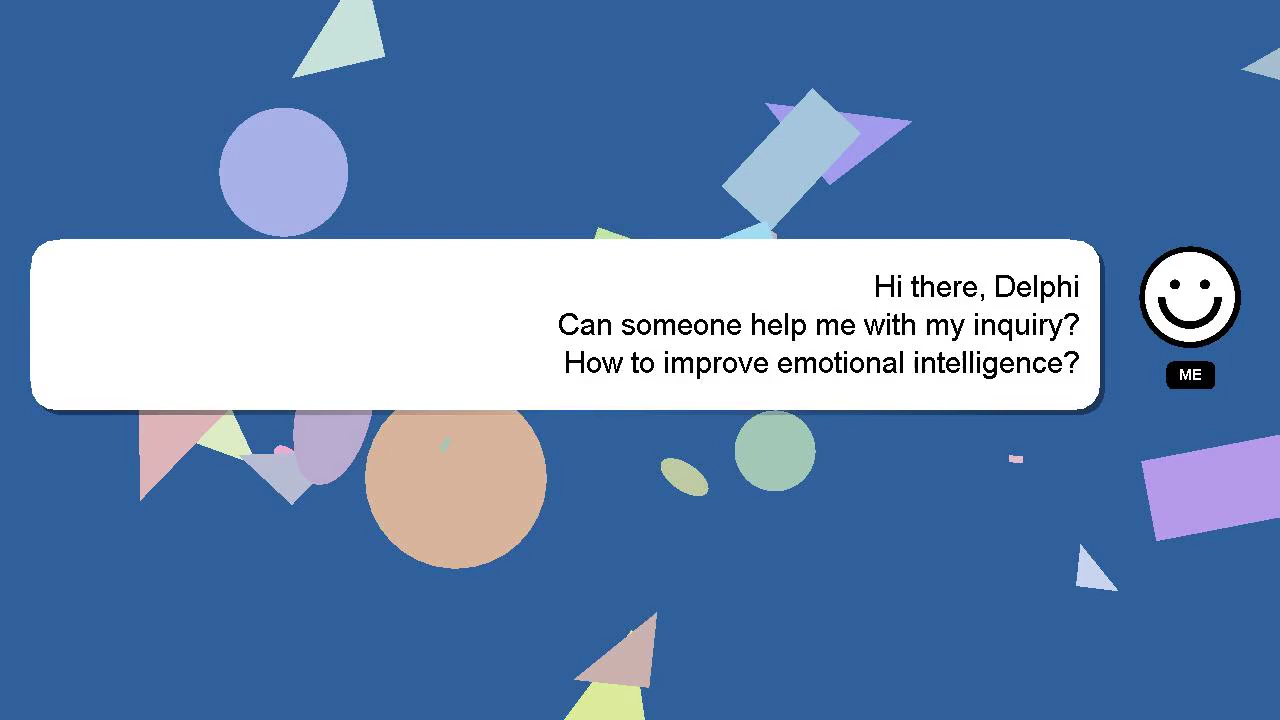 Hi there, Delphi
Can someone help me with my inquiry?
How to improve emotional intelligence?
ME